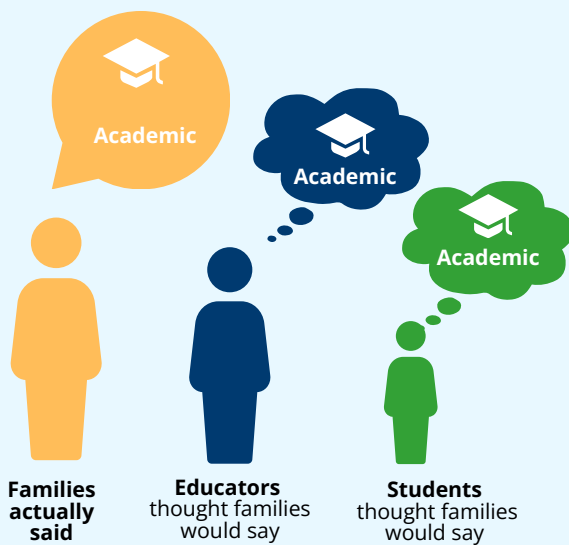 Academic
Academic
Academic
Families
actually
said
Educators
thought families
would say
Students
thought families
would say